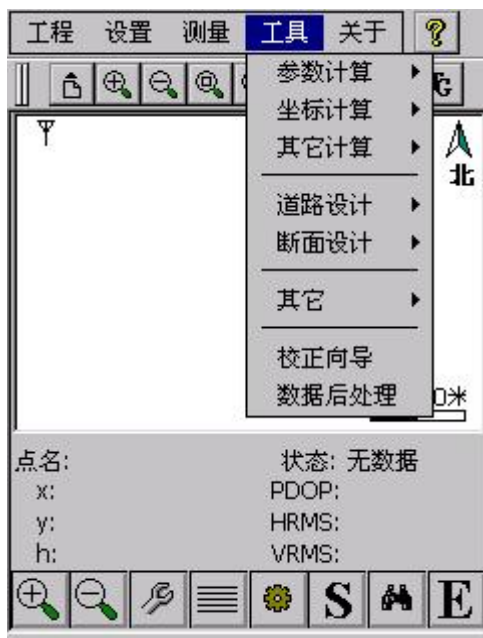 工程 设置 测量 工具 关于 ?
参数计算
坐标计算
其它计算
北
道路设计
断面设计
其它
校正向导
数据后处理
0米
点名: 状态: 无数据
x: PDOP:
y: HRMS:
h: VRMS:
S E